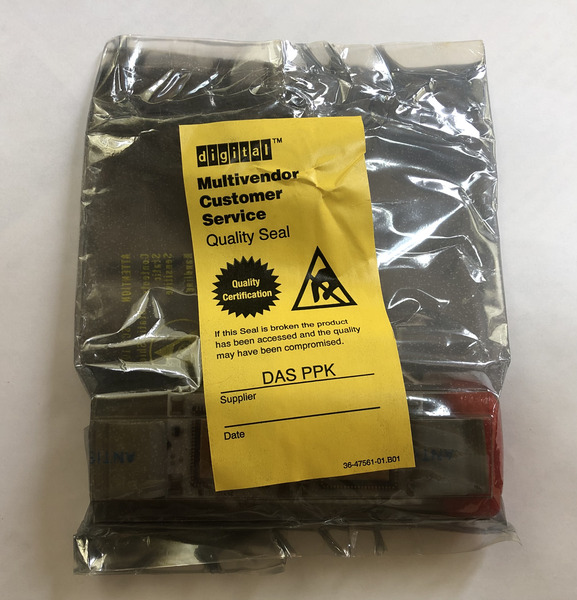 digital™
Multivendor
Customer
Service
Quality Seal
Quality
Certification
If this Seal is broken the product
has been accessed and the quality
may have been compromised.
DAS PPK
Supplier
Date
36-47561-01.B01
ATTENTION